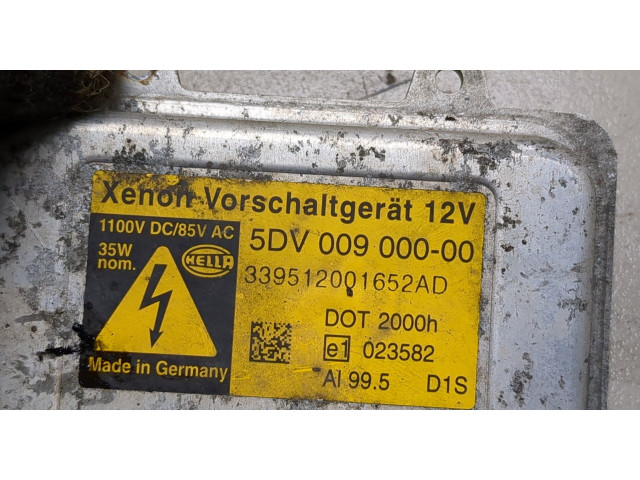 Xenon Vorschaltgerät 12V
1100V DC/85V AC
35W
nom.
HELLA
Made in Germany
5DV 009 000-00
339512001652AD
DOT 2000h
e1 023582
Al 99.5 D1S